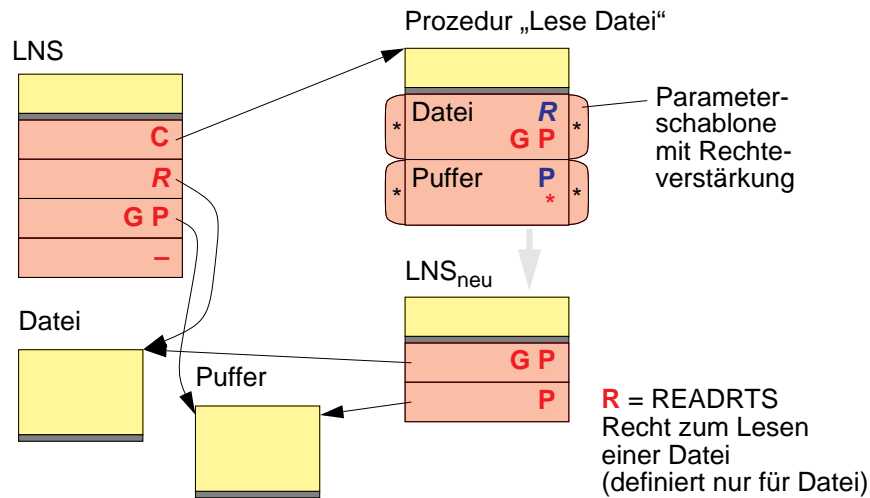 Prozedur „Lese Datei“
LNS
C
R
G P
–
* Datei R *
G P
* Puffer P *
*
Parameter-
schablone
mit Rechte-
verstärkung
LNSneu
G P
P
Datei
Puffer
R = READRTS
Recht zum Lesen
einer Datei
(definiert nur für Datei)